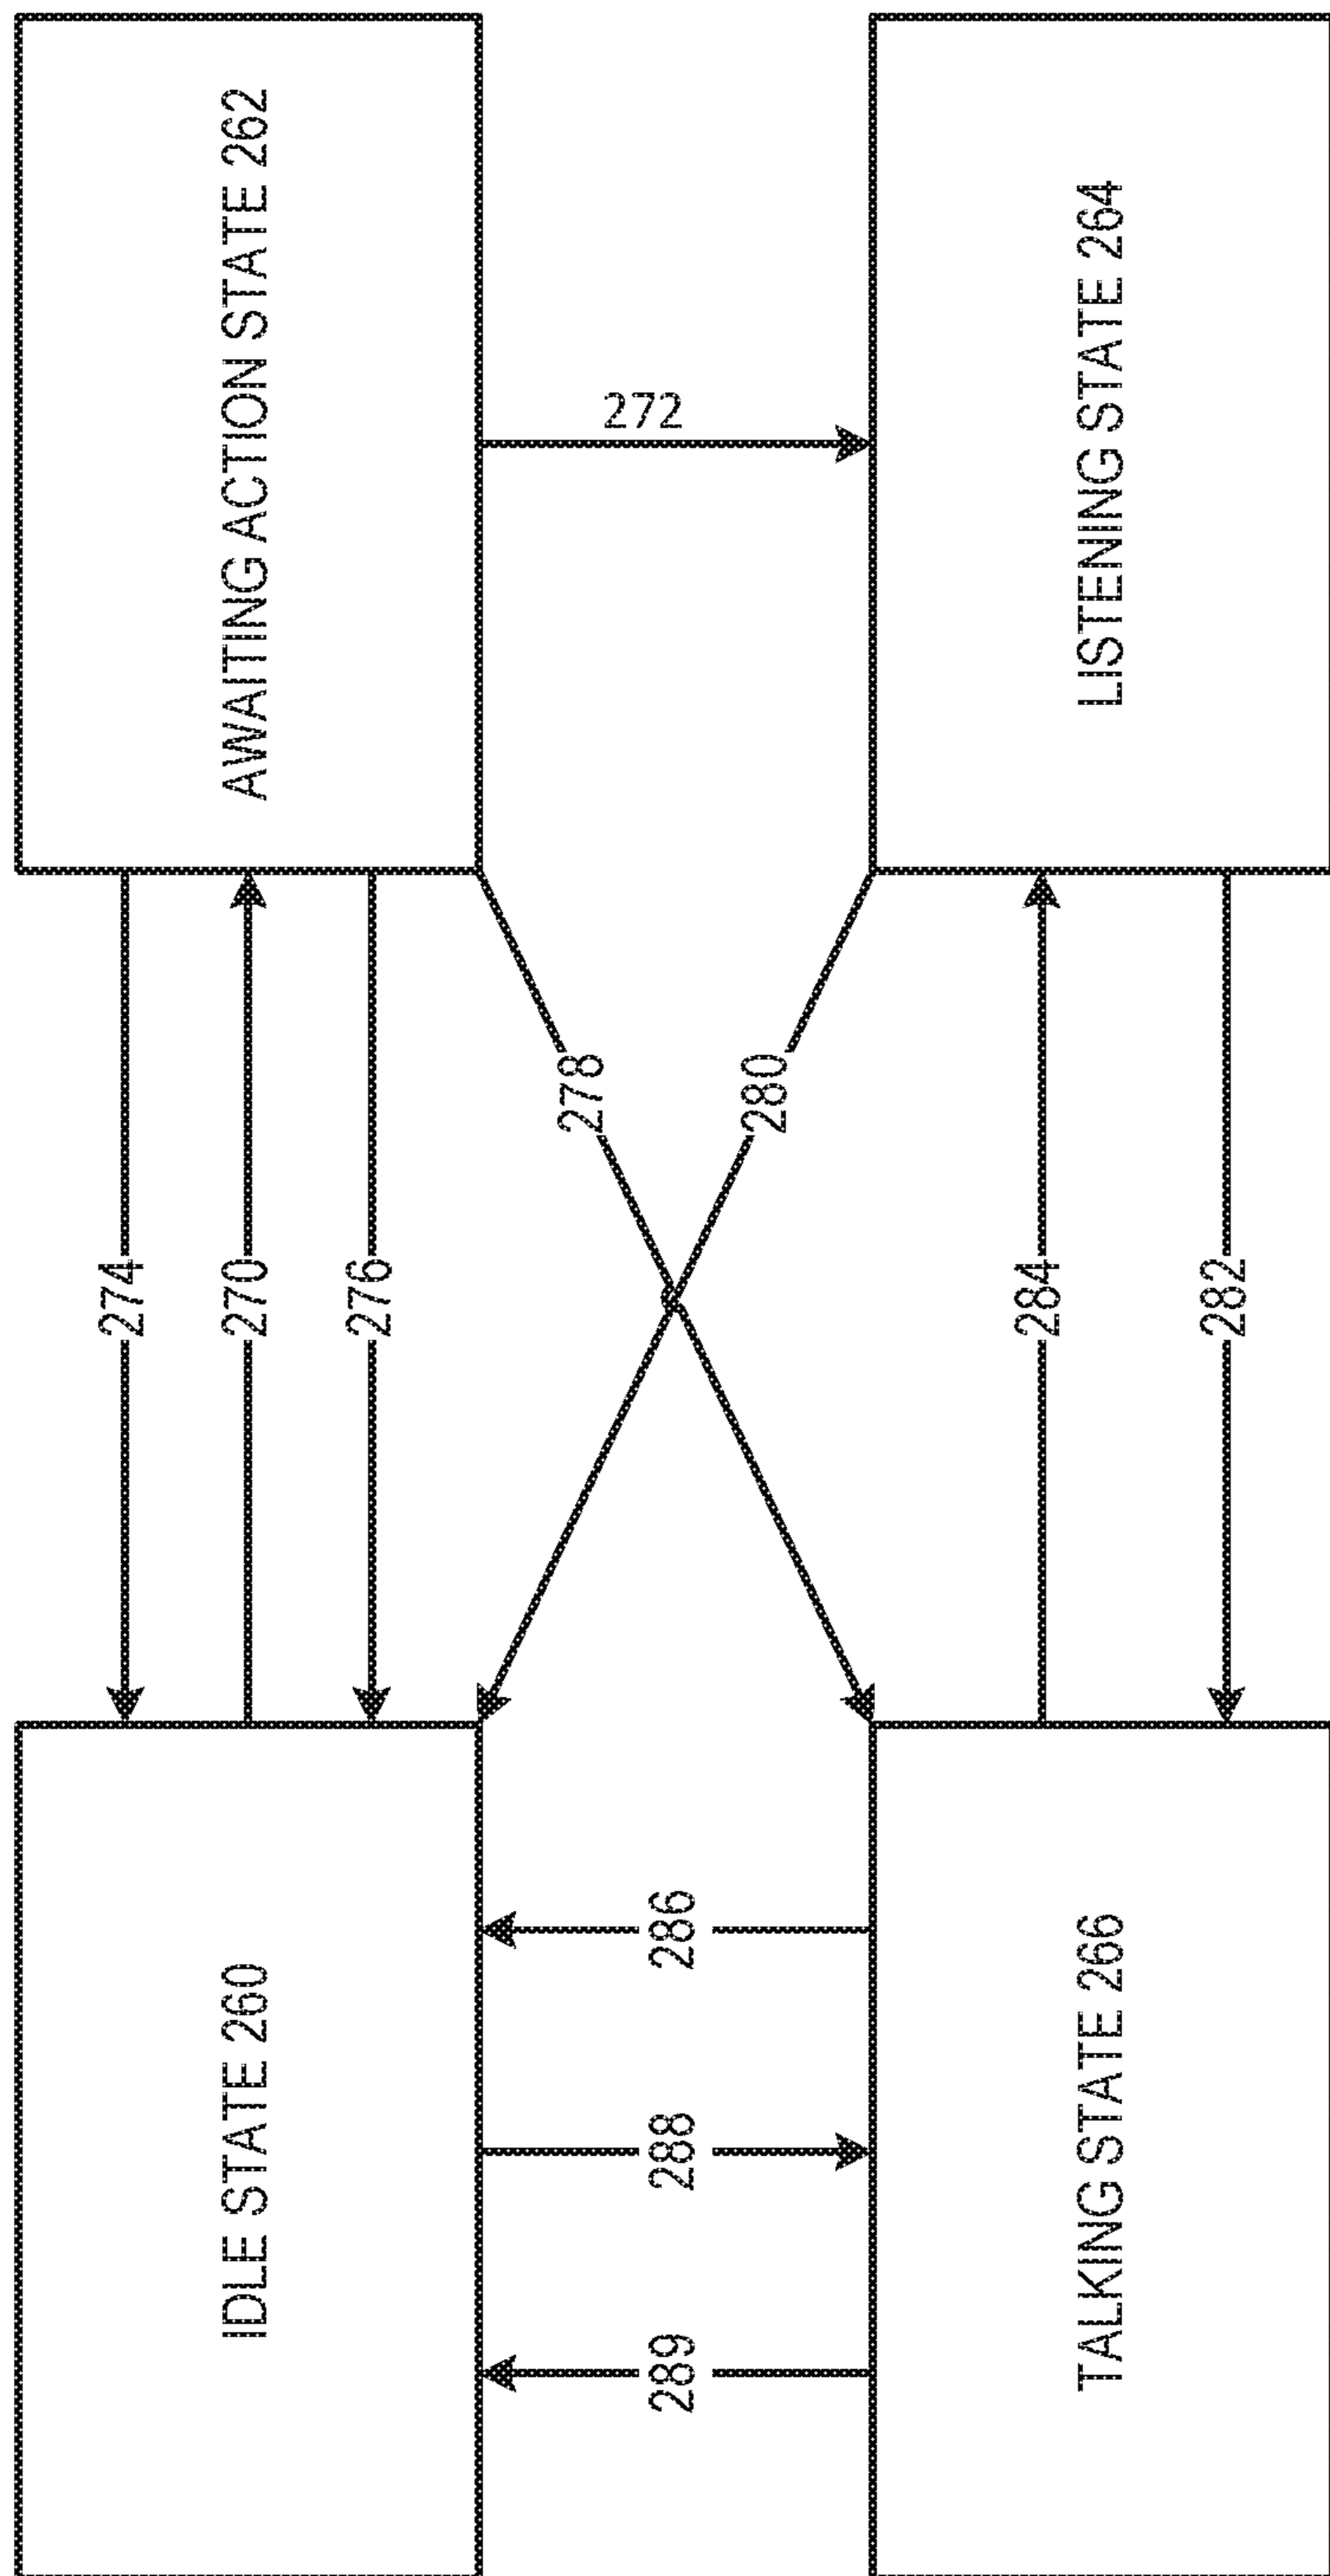 IDLE STATE 260
274
270
276
AWAITING ACTION STATE 262
286
288
289
278
280
272
TALKING STATE 266
284
282
LISTENING STATE 264